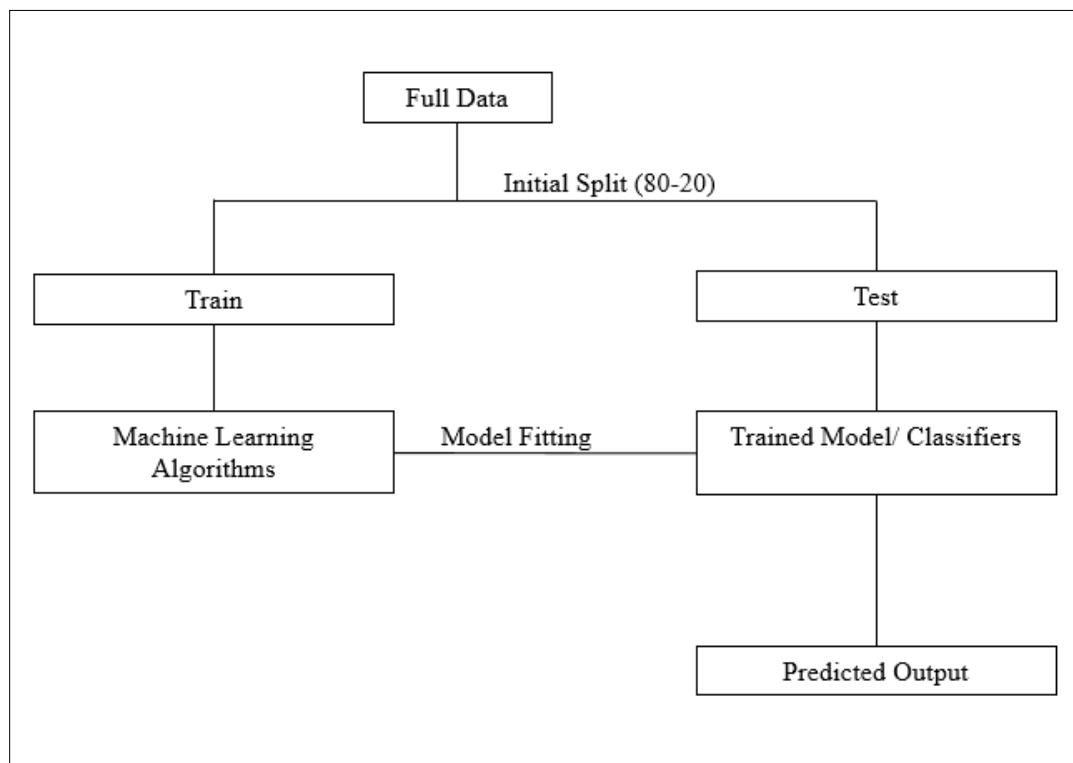 Full Data
Initial Split (80-20)
Train
Test
Machine Learning
Algorithms
Model Fitting
Trained Model/ Classifiers
Predicted Output